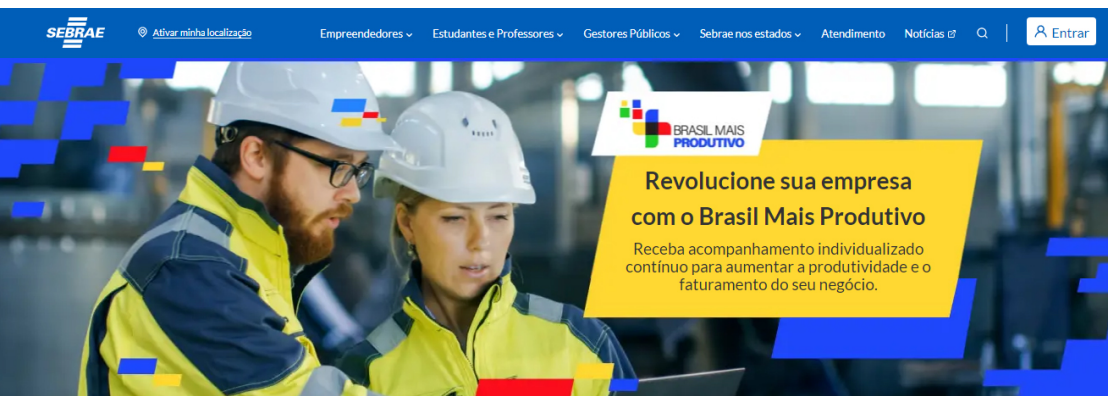 SEBRAE
Ativar minha localização
Empreendedores
Estudantes e Professores
Gestores Públicos
Sebrae nos estados
Atendimento
Notícias
Entrar
BRASIL MAIS
PRODUTIVO
Revolucione sua empresa
com o Brasil Mais Produtivo
Receba acompanhamento individualizado
contínuo para aumentar a produtividade e o
faturamento do seu negócio.